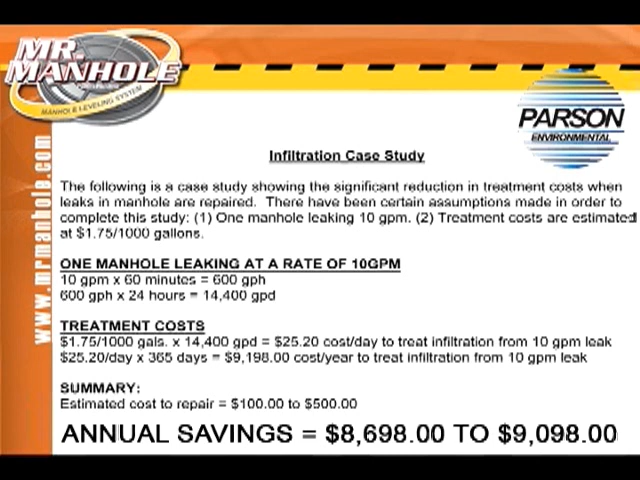 MR.
MANHOLE
MANHOLE LEVELING SYSTEM
www.mrmanhole.com
PARSON
ENVIRONMENTAL
Infiltration Case Study
The following is a case study showing the significant reduction in treatment costs when
leaks in manhole are repaired. There have been certain assumptions made in order to
complete this study: (1) One manhole leaking 10 gpm. (2) Treatment costs are estimated
at $1.75/1000 gallons.
ONE MANHOLE LEAKING AT A RATE OF 10GPM
10 gpm x 60 minutes = 600 gph
600 gph x 24 hours = 14,400 gpd
TREATMENT COSTS
$1.75/1000 gals. x 14,400 gpd = $25.20 cost/day to treat infiltration from 10 gpm leak
$25.20/day x 365 days = $9,198.00 cost/year to treat infiltration from 10 gpm leak
SUMMARY:
Estimated cost to repair = $100.00 to $500.00
ANNUAL SAVINGS = $8,698.00 TO $9,098.00